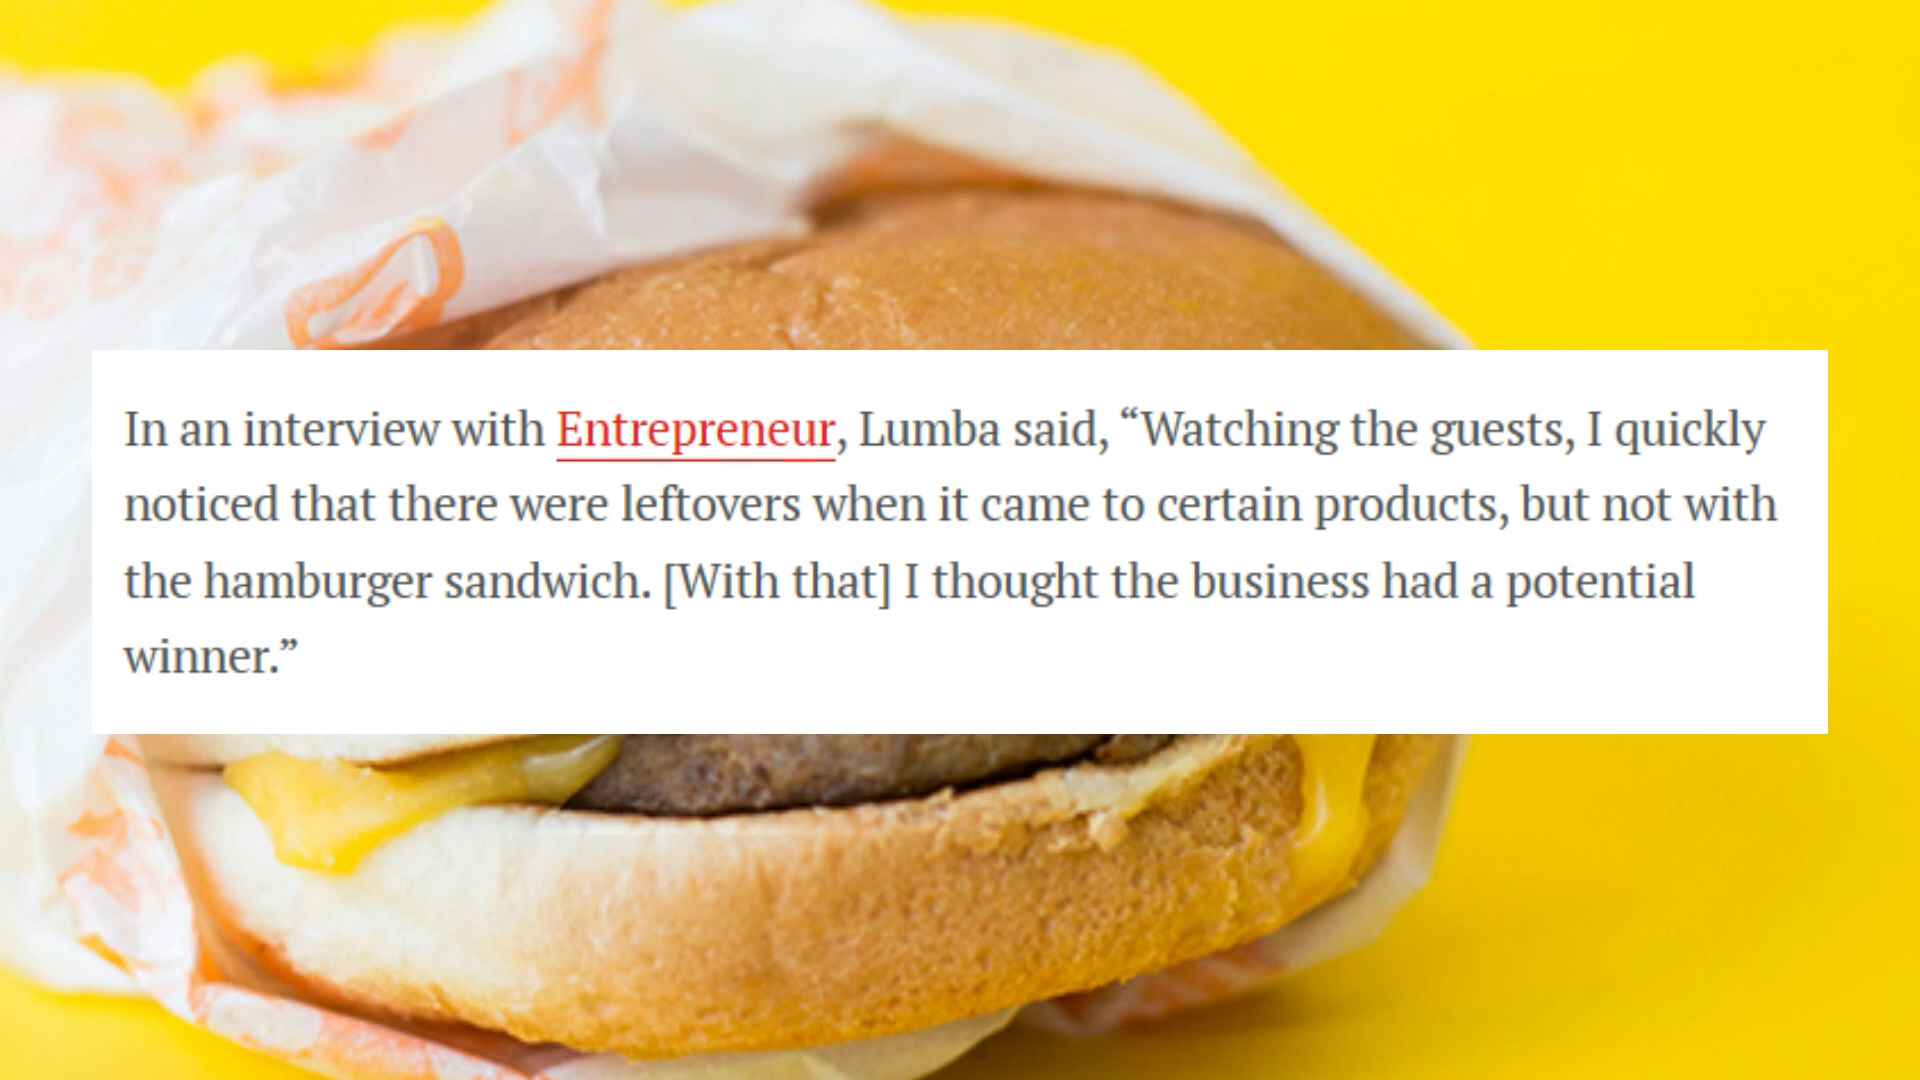 In an interview with Entrepreneur, Lumba said, “Watching the guests, I quickly
noticed that there were leftovers when it came to certain products, but not with
the hamburger sandwich. [With that] I thought the business had a potential
winner.”